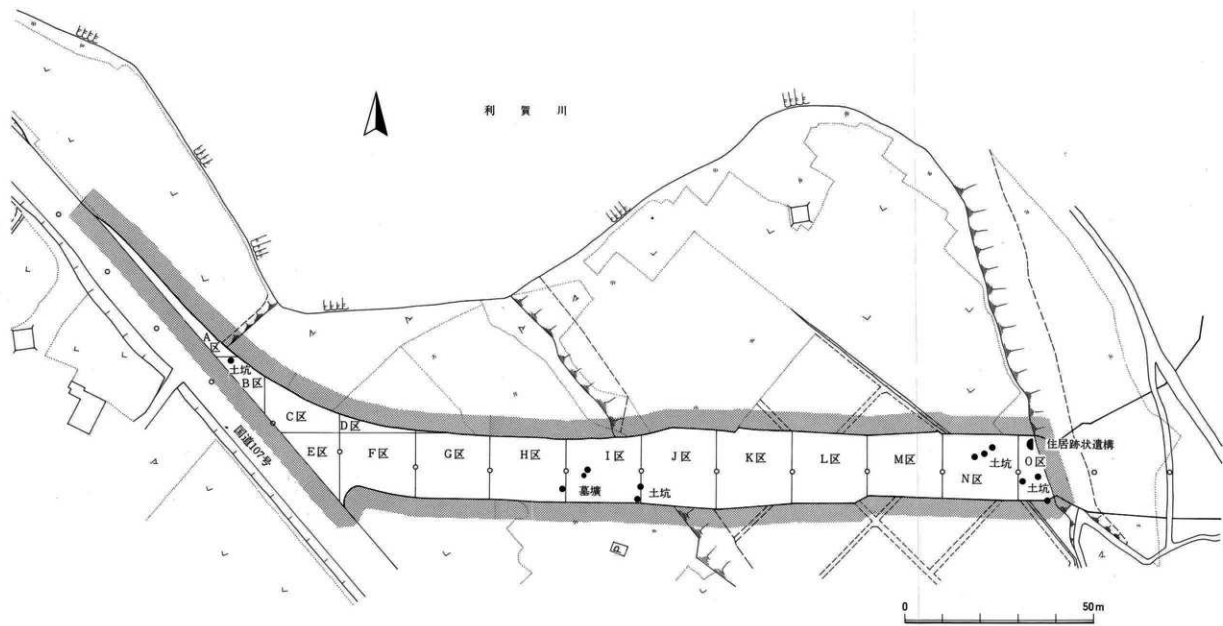 利賀川
A区
土坑
B区
C区
D区
E区
F区
G区
H区
I区
J区
K区
L区
M区
N区
O区
国道107号
墓壙
土坑
土坑
住居跡状遺構
土坑
0 50m